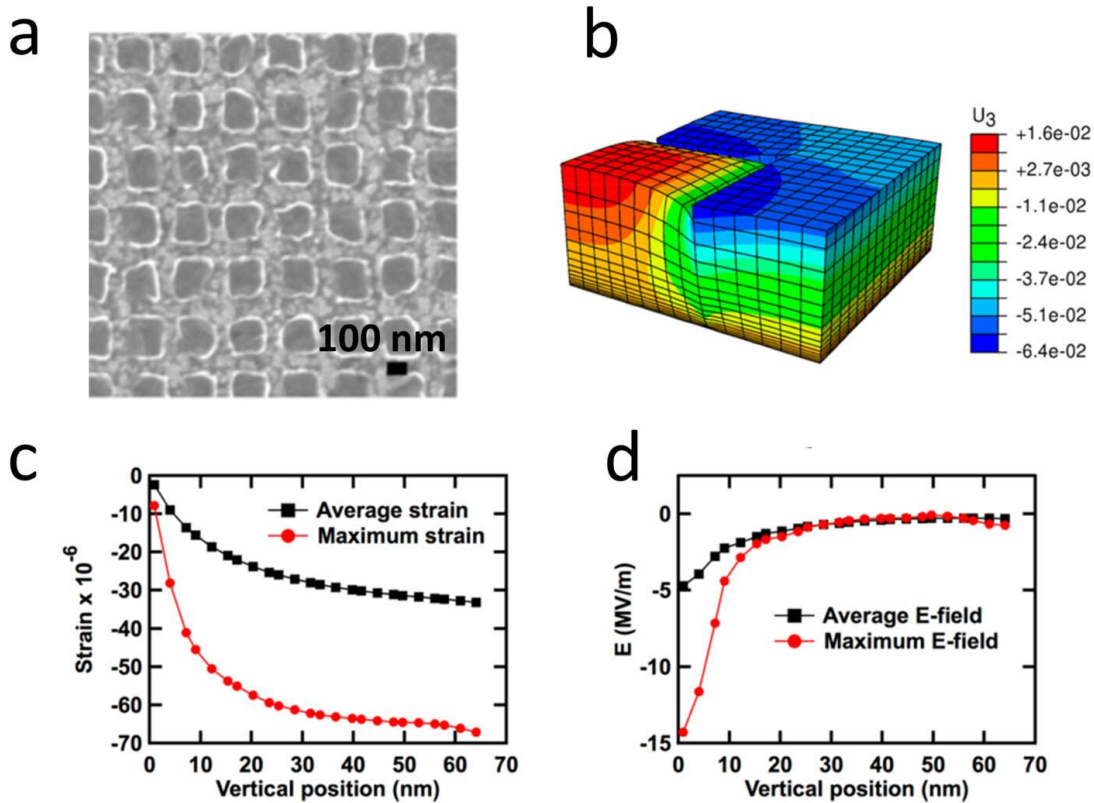 a
b
100 nm
U3
+1.6e-02
+2.7e-03
-1.1e-02
-2.4e-02
-3.7e-02
-5.1e-02
-6.4e-02
c
d
0
-10
-20
-30
-40
-50
-60
-70
Strain x 10-6
Average strain
Maximum strain
0 10 20 30 40 50 60 70
Vertical position (nm)
0
-5
-10
-15
E (MV/m)
Average E-field
Maximum E-field
0 10 20 30 40 50 60 70
Vertical position (nm)